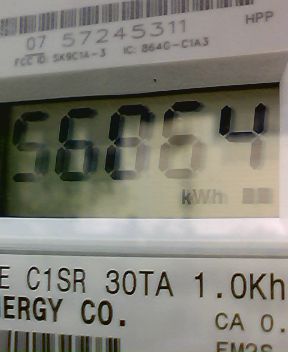 07 57245311 HPP
FCC ID: SK9C1A-3 IC: 864G-C1A3
56864
kWh
E C1SR 30TA 1.0Kh
ERGY CO.
CA 0.